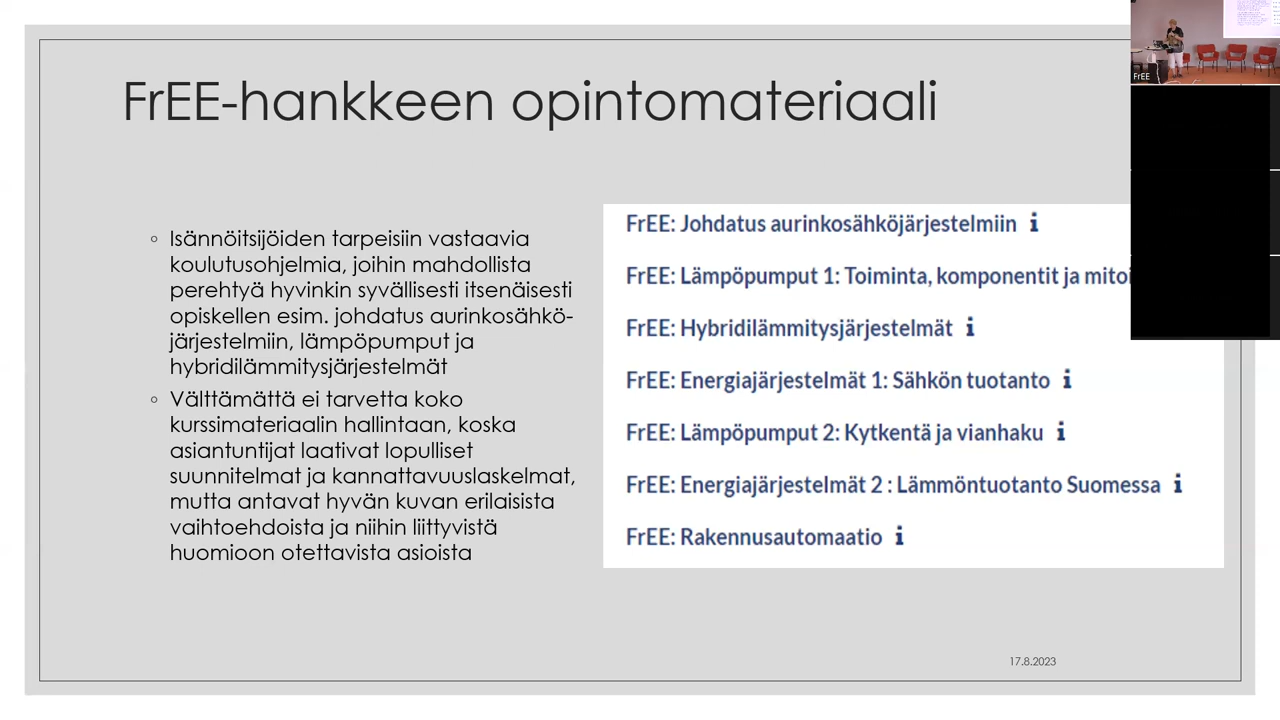 FrEE-hankkeen opintomateriaali
◦ Isännöitsijöiden tarpeisiin vastaavia
koulutusohjelmia, joihin mahdollista
perehtyä hyvinkin syvällisesti itsenäisesti
opiskellen esim. johdatus aurinkosähkö-
järjestelmiin, lämpöpumput ja
hybridilämmitysjärjestelmät
◦ Välttämättä ei tarvetta koko
kurssimateriaalin hallintaan, koska
asiantuntijat laativat lopulliset
suunnitelmat ja kannattavuuslaskelmat,
mutta antavat hyvän kuvan erilaisista
vaihtoehdoista ja niihin liittyvistä
huomioon otettavista asioista
FrEE: Johdatus aurinkosähköjärjestelmiin i
FrEE: Lämpöpumput 1: Toiminta, komponentit ja
FrEE: Hybridilämmitysjärjestelmät i
FrEE: Energiajärjestelmät 1: Sähkön tuotanto i
FrEE: Lämpöpumput 2: Kytkentä ja vianhaku i
FrEE: Energiajärjestelmät 2 : Lämmöntuotanto Suomessa i
FrEE: Rakennusautomaatio i
17.8.2023
FrEE